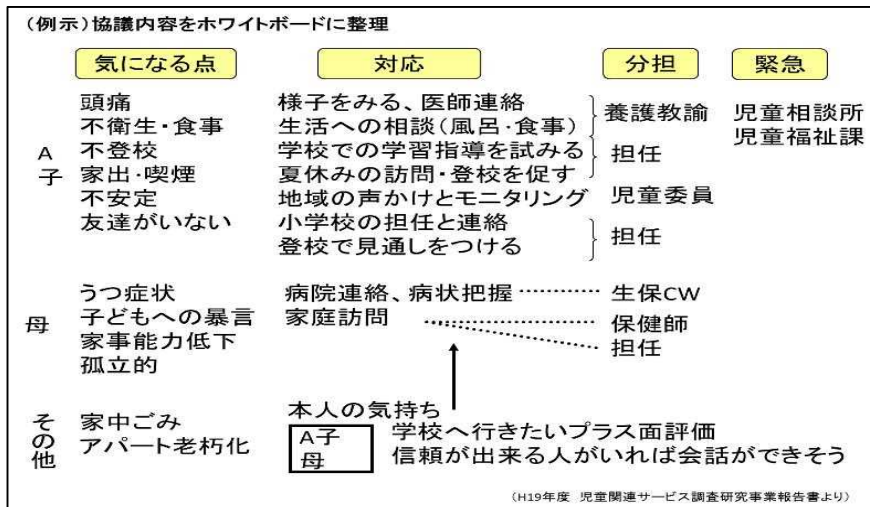 （例示）協議内容をホワイトボードに整理
気になる点 対応 分担 緊急
A子
頭痛
不衛生・食事
不登校
家出・喫煙
不安定
友達がいない
様子をみる、医師連絡
生活への相談（風呂・食事）
学校での学習指導を試みる
夏休みの訪問・登校を促す
地域の声かけとモニタリング
小学校の担任と連絡
登校で見通しをつける
養護教諭
担任
児童委員
担任
児童相談所
児童福祉課
母
うつ症状
子どもへの暴言
家事能力低下
孤立的
病院連絡、病状把握
家庭訪問
生保CW
保健師
担任
その他
家中ごみ
アパート老朽化
本人の気持ち
A子 学校へ行きたいプラス面評価
母 信頼が出来る人がいれば会話ができそう
（H19年度 児童関連サービス調査研究事業報告書より）